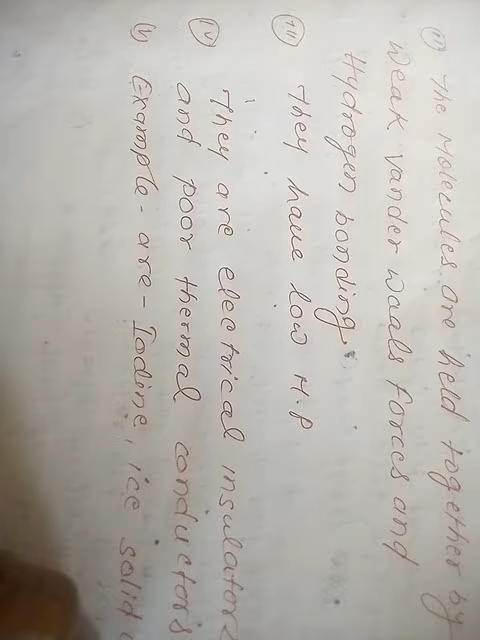 (ii) The Molecules are held together by
weak vander waals forces and
Hydrogen bonding.
(iii) They have low M.P
(iv) They are electrical insulators
and poor thermal conductors
(v) Example - are - Iodine, ice solid